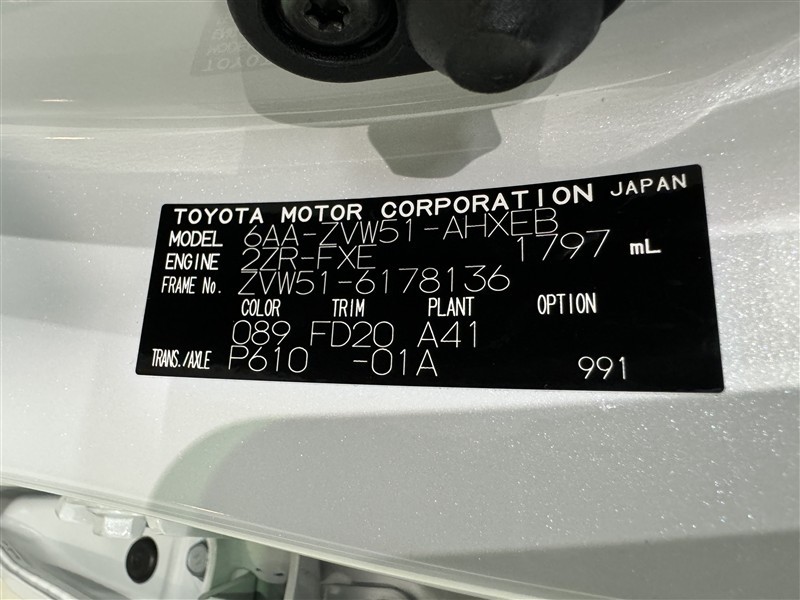 TOYOTA MOTOR CORPORATION JAPAN
MODEL 6AA-ZVW51-AHXEB
ENGINE 2ZR-FXE 1797 mL
FRAME No. ZVW51-6178136
COLOR TRIM PLANT OPTION
089 FD20 A41
TRANS./AXLE P610 -01A 991